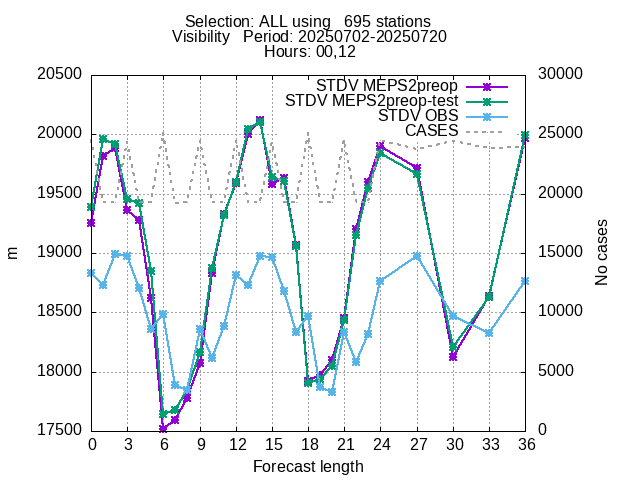 Selection: ALL using   695 stations
Visibility   Period: 20250702-20250720
Hours: 00,12
20500 30000
STDV MEPS2preop
STDV MEPS2preop-test
STDV OBS
CASES
20000 25000
19500 20000
19000 15000
m
No cases
18500 10000
18000 5000
17500 0
0 3 6 9 12 15 18 21 24 27 30 33 36
Forecast length